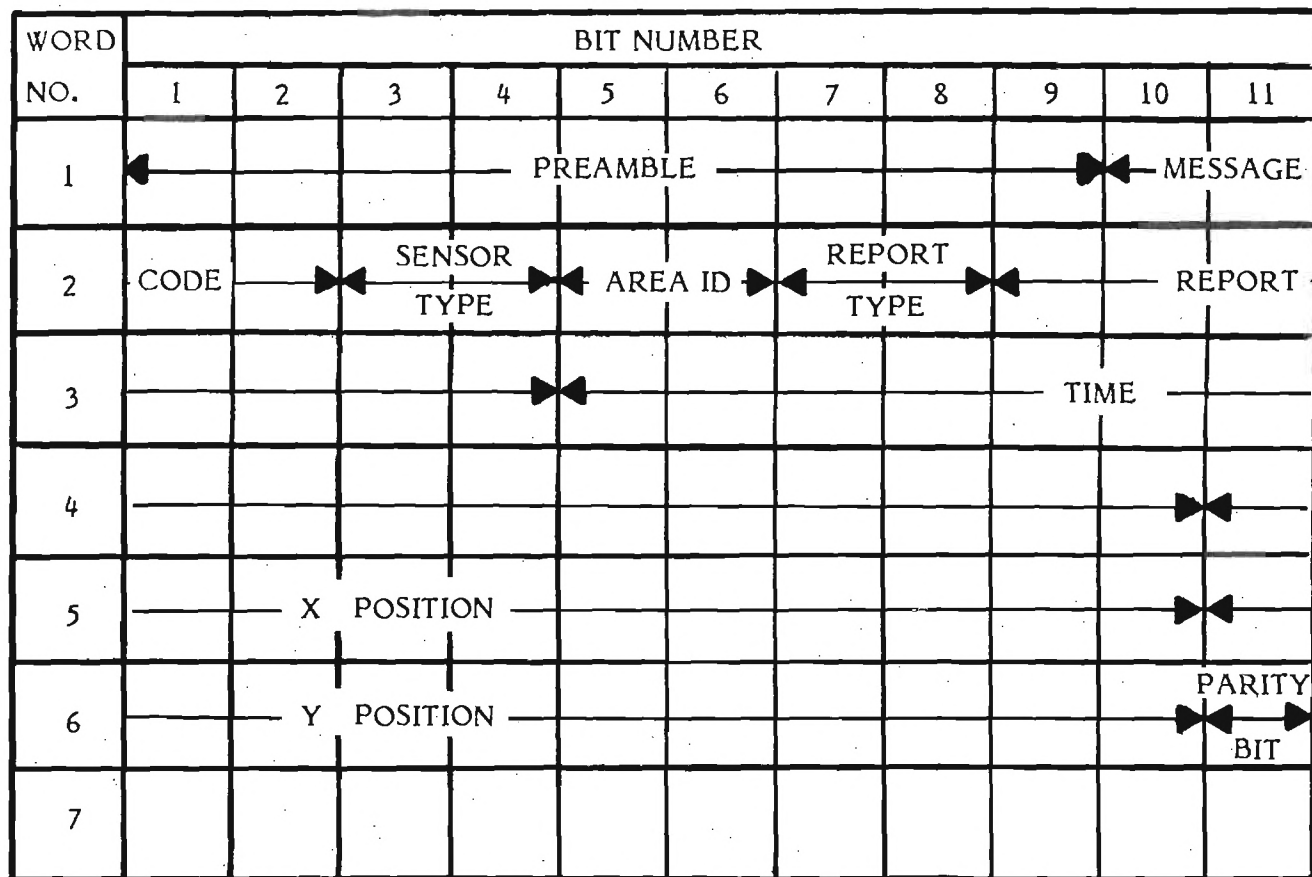 WORD BIT NUMBER
NO. 1 2 3 4 5 6 7 8 9 10 11
1 PREAMBLE MESSAGE
2 CODE SENSOR TYPE AREA ID REPORT TYPE REPORT
3 TIME
4
5 X POSITION
6 Y POSITION PARITY BIT
7